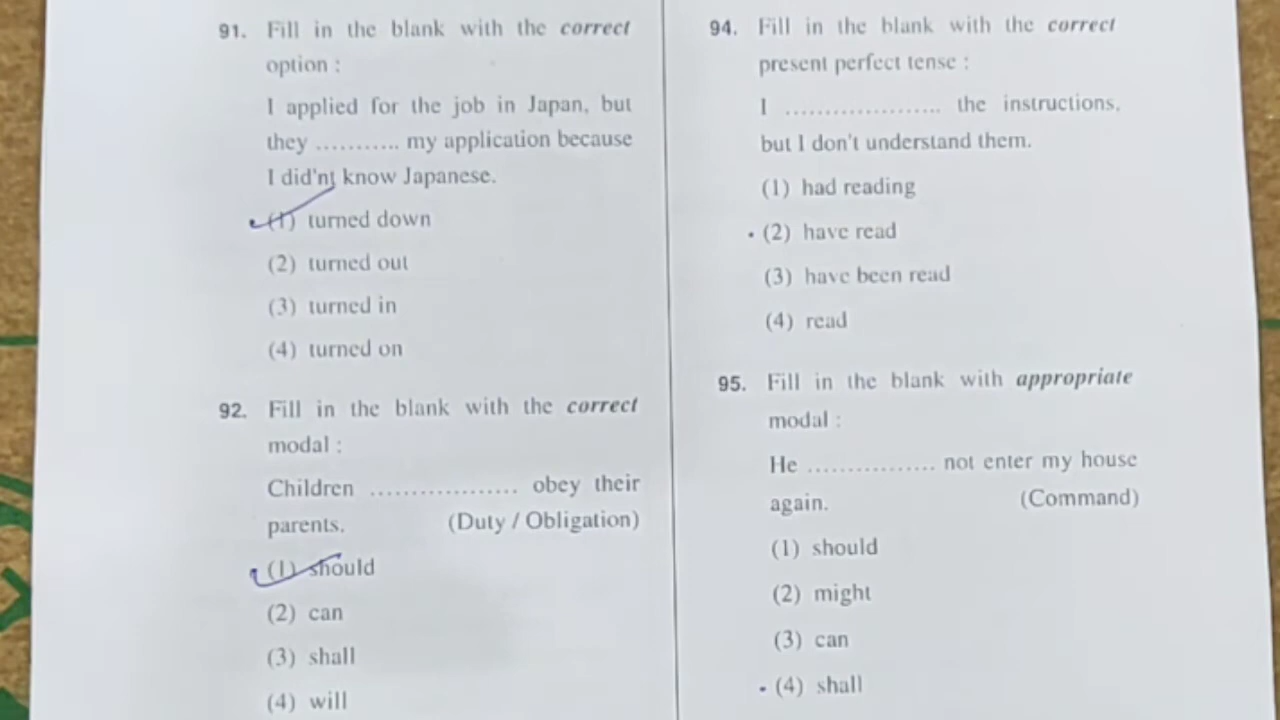 91. Fill in the blank with the correct
option :
I applied for the job in Japan, but
they ........... my application because
I did'nt know Japanese.
(1) turned down
(2) turned out
(3) turned in
(4) turned on
92. Fill in the blank with the correct
modal :
Children .................. obey their
parents. (Duty / Obligation)
(1) should
(2) can
(3) shall
(4) will
94. Fill in the blank with the correct
present perfect tense :
I .................... the instructions,
but I don't understand them.
(1) had reading
(2) have read
(3) have been read
(4) read
95. Fill in the blank with appropriate
modal :
He ................ not enter my house
again. (Command)
(1) should
(2) might
(3) can
(4) shall